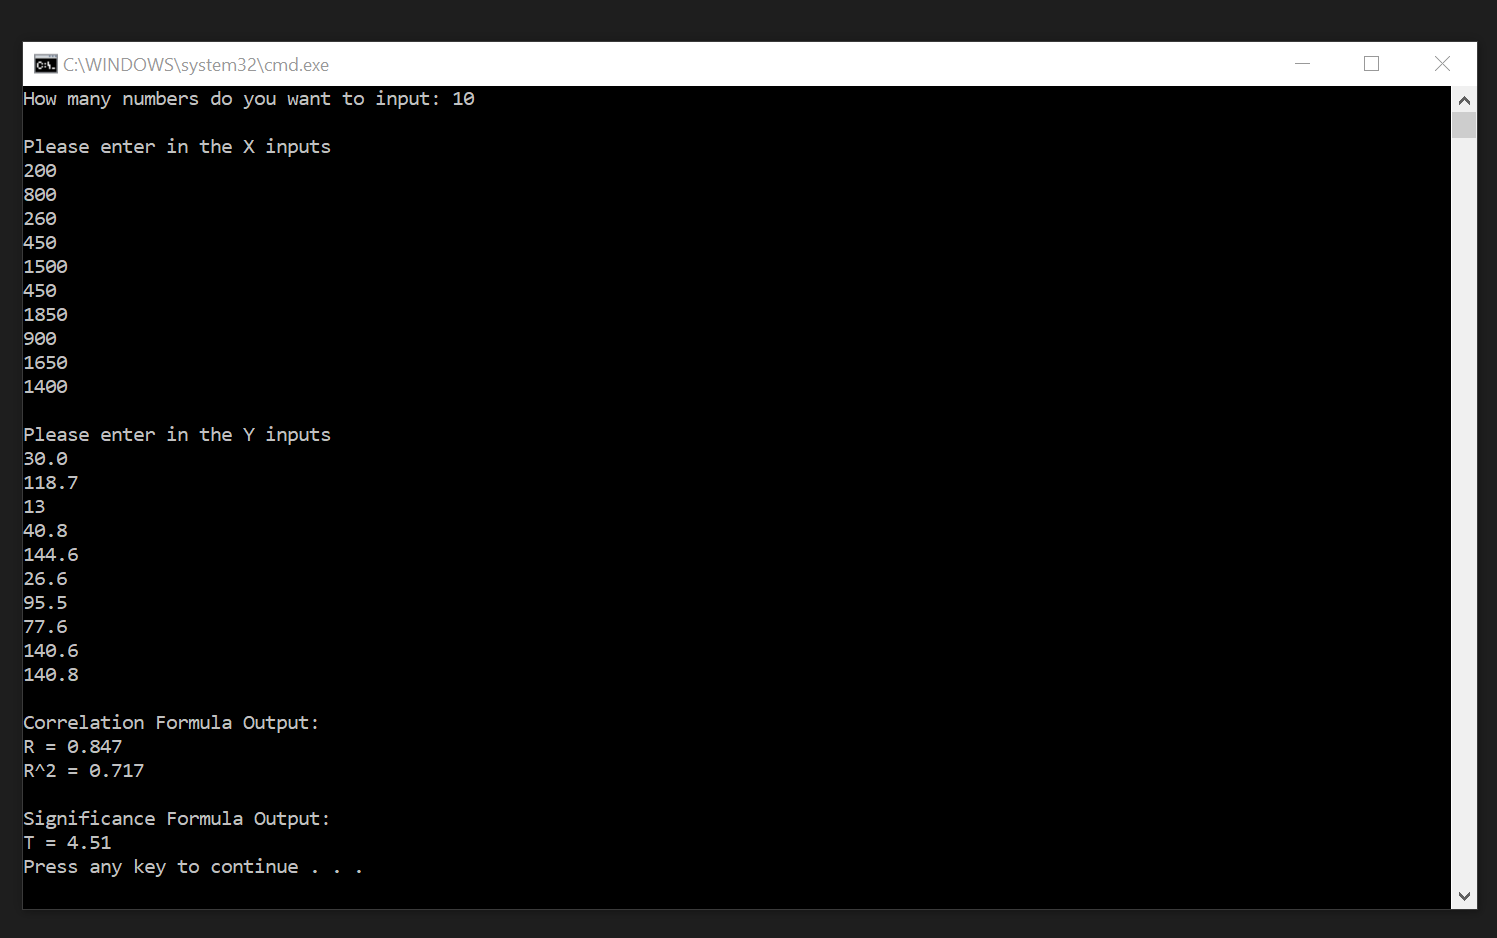 C:\WINDOWS\system32\cmd.exe
How many numbers do you want to input: 10
Please enter in the X inputs
200
800
260
450
1500
450
1850
900
1650
1400
Please enter in the Y inputs
30.0
118.7
13
40.8
144.6
26.6
95.5
77.6
140.6
140.8
Correlation Formula Output:
R = 0.847
R^2 = 0.717
Significance Formula Output:
T = 4.51
Press any key to continue . . .